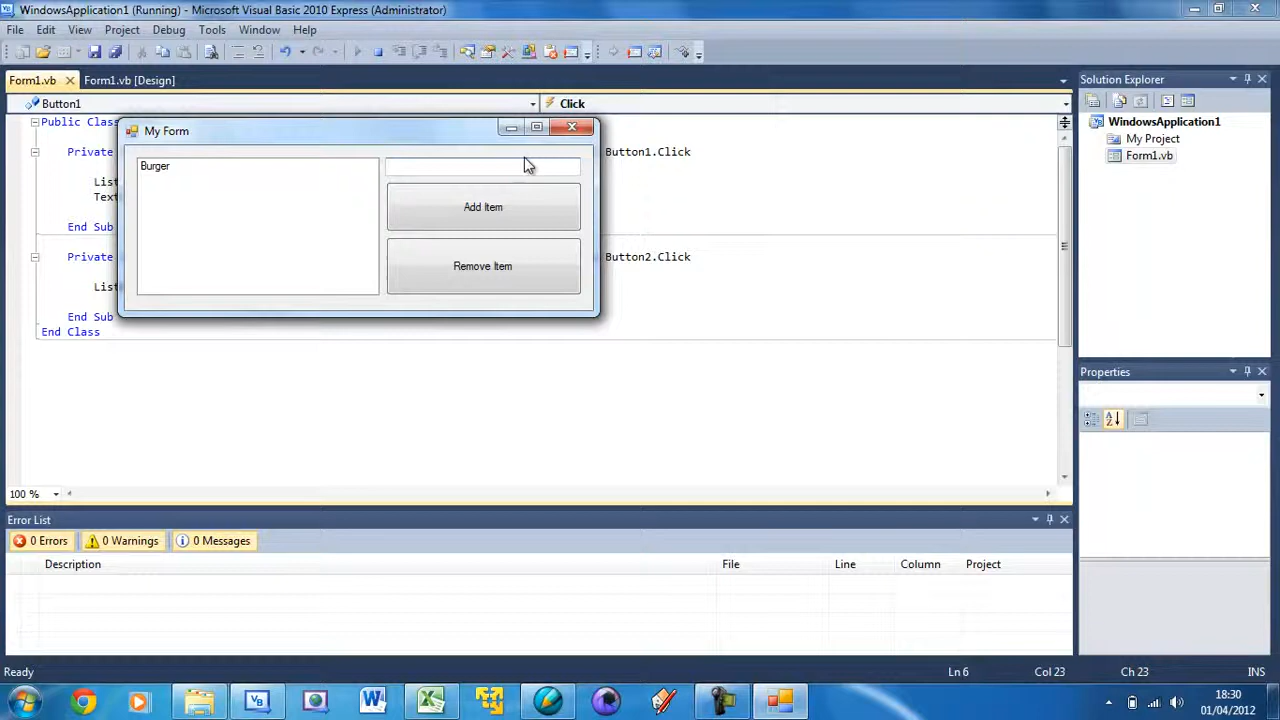 WindowsApplication1 (Running) - Microsoft Visual Basic 2010 Express (Administrator)
File Edit View Project Debug Tools Window Help
Form1.vb Form1.vb [Design]
Solution Explorer
Button1 Click
Public Clas
WindowsApplication1
My Project
Form1.vb
My Form
Private Button1.Click
Burger
List
Text
Add Item
End Sub
Private Button2.Click
Remove Item
List
End Sub
End Class
Properties
100 %
Error List
0 Errors 0 Warnings 0 Messages
Description File Line Column Project
Ready Ln 6 Col 23 Ch 23 INS
18:30
01/04/2012